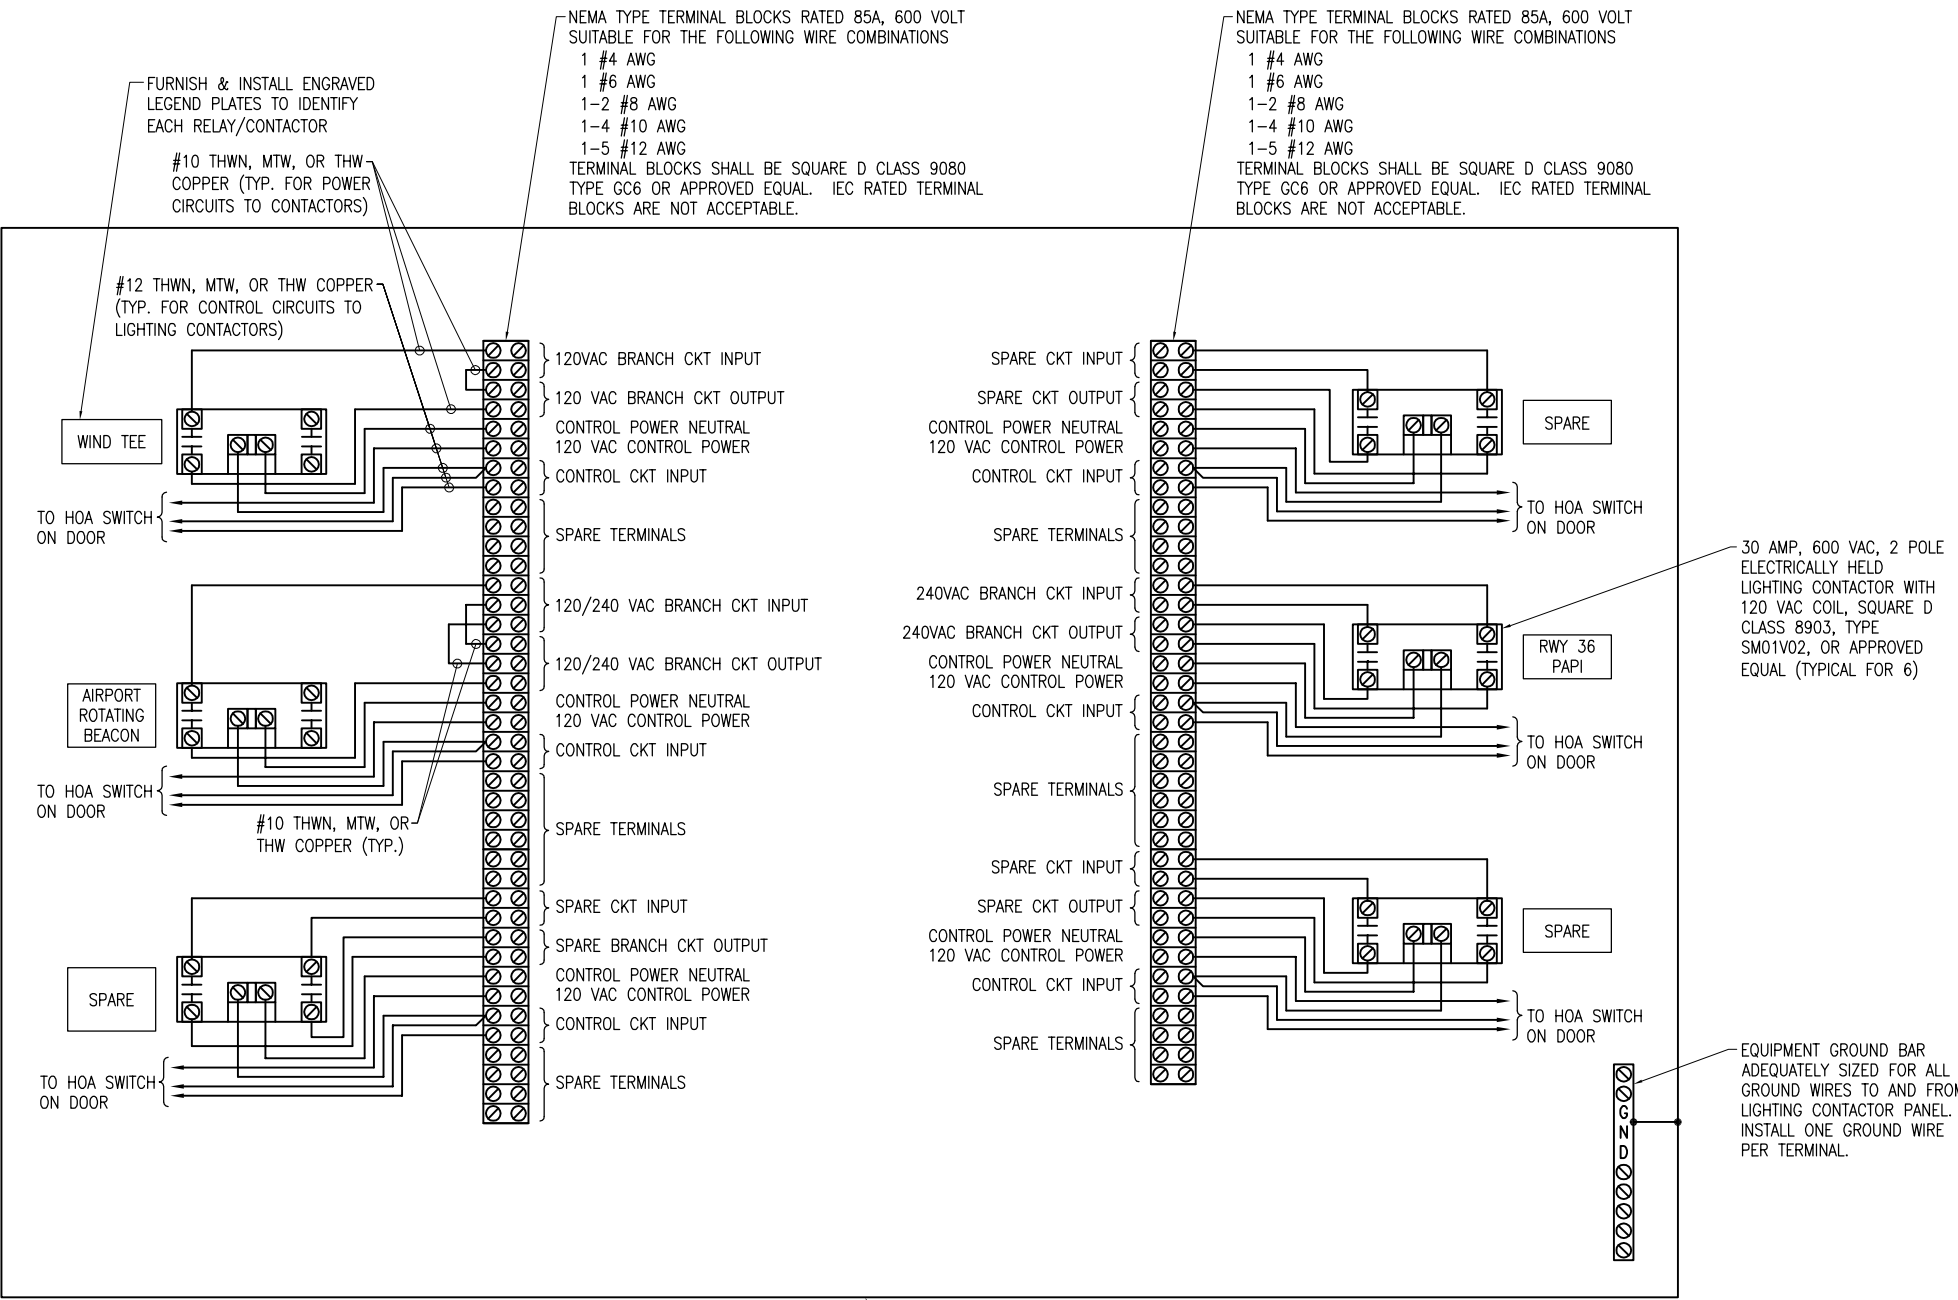 NEMA TYPE TERMINAL BLOCKS RATED 85A, 600 VOLT
SUITABLE FOR THE FOLLOWING WIRE COMBINATIONS
1 #4 AWG
1 #6 AWG
1-2 #8 AWG
1-4 #10 AWG
1-5 #12 AWG
TERMINAL BLOCKS SHALL BE SQUARE D CLASS 9080
TYPE GC6 OR APPROVED EQUAL. IEC RATED TERMINAL
BLOCKS ARE NOT ACCEPTABLE.
NEMA TYPE TERMINAL BLOCKS RATED 85A, 600 VOLT
SUITABLE FOR THE FOLLOWING WIRE COMBINATIONS
1 #4 AWG
1 #6 AWG
1-2 #8 AWG
1-4 #10 AWG
1-5 #12 AWG
TERMINAL BLOCKS SHALL BE SQUARE D CLASS 9080
TYPE GC6 OR APPROVED EQUAL. IEC RATED TERMINAL
BLOCKS ARE NOT ACCEPTABLE.
FURNISH & INSTALL ENGRAVED
LEGEND PLATES TO IDENTIFY
EACH RELAY/CONTACTOR
#10 THWN, MTW, OR THW
COPPER (TYP. FOR POWER
CIRCUITS TO CONTACTORS)
#12 THWN, MTW, OR THW COPPER
(TYP. FOR CONTROL CIRCUITS TO
LIGHTING CONTACTORS)
WIND TEE
TO HOA SWITCH
ON DOOR
120VAC BRANCH CKT INPUT
120 VAC BRANCH CKT OUTPUT
CONTROL POWER NEUTRAL
120 VAC CONTROL POWER
CONTROL CKT INPUT
SPARE TERMINALS
AIRPORT
ROTATING
BEACON
TO HOA SWITCH
ON DOOR
#10 THWN, MTW, OR
THW COPPER (TYP.)
120/240 VAC BRANCH CKT INPUT
120/240 VAC BRANCH CKT OUTPUT
CONTROL POWER NEUTRAL
120 VAC CONTROL POWER
CONTROL CKT INPUT
SPARE TERMINALS
SPARE
TO HOA SWITCH
ON DOOR
SPARE CKT INPUT
SPARE BRANCH CKT OUTPUT
CONTROL POWER NEUTRAL
120 VAC CONTROL POWER
CONTROL CKT INPUT
SPARE TERMINALS
SPARE CKT INPUT
SPARE CKT OUTPUT
CONTROL POWER NEUTRAL
120 VAC CONTROL POWER
CONTROL CKT INPUT
SPARE TERMINALS
SPARE
TO HOA SWITCH
ON DOOR
240VAC BRANCH CKT INPUT
240VAC BRANCH CKT OUTPUT
CONTROL POWER NEUTRAL
120 VAC CONTROL POWER
CONTROL CKT INPUT
SPARE TERMINALS
RWY 36
PAPI
TO HOA SWITCH
ON DOOR
30 AMP, 600 VAC, 2 POLE
ELECTRICALLY HELD
LIGHTING CONTACTOR WITH
120 VAC COIL, SQUARE D
CLASS 8903, TYPE
SMO1V02, OR APPROVED
EQUAL (TYPICAL FOR 6)
SPARE CKT INPUT
SPARE CKT OUTPUT
CONTROL POWER NEUTRAL
120 VAC CONTROL POWER
CONTROL CKT INPUT
SPARE TERMINALS
SPARE
TO HOA SWITCH
ON DOOR
EQUIPMENT GROUND BAR
ADEQUATELY SIZED FOR ALL
GROUND WIRES TO AND FROM
LIGHTING CONTACTOR PANEL.
INSTALL ONE GROUND WIRE
PER TERMINAL.
GND